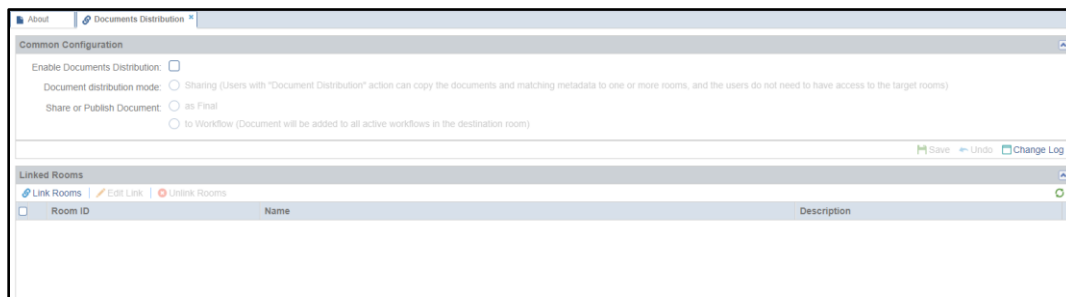 About Documents Distribution
Common Configuration
Enable Documents Distribution:
Document distribution mode: Sharing (Users with "Document Distribution" action can copy the documents and matching metadata to one or more rooms, and the users do not need to have access to the target rooms)
Share or Publish Document: as Final
to Workflow (Document will be added to all active workflows in the destination room)
Save Undo Change Log
Linked Rooms
Link Rooms Edit Link Unlink Rooms
Room ID Name Description